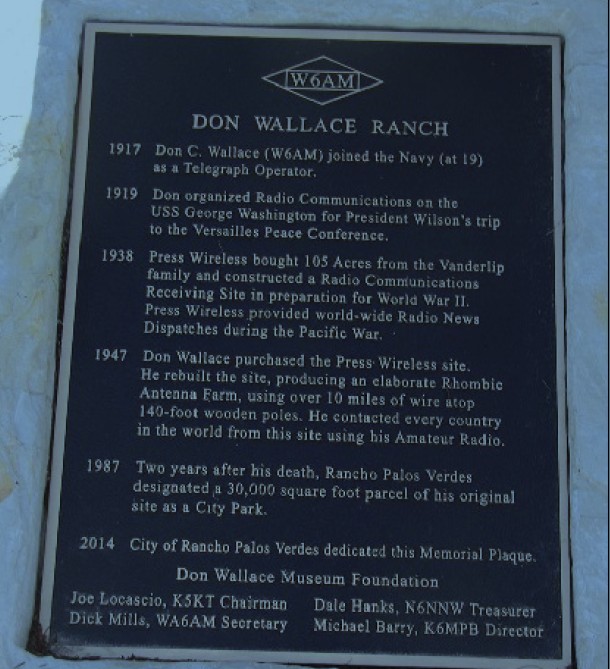 W6AM
DON WALLACE RANCH
1917 Don C. Wallace (W6AM) joined the Navy (at 19)
as a Telegraph Operator.
1919 Don organized Radio Communications on the
USS George Washington for President Wilson's trip
to the Versailles Peace Conference.
1938 Press Wireless bought 105 Acres from the Vanderlip
family and constructed a Radio Communications
Receiving Site in preparation for World War II.
Press Wireless provided world-wide Radio News
Dispatches during the Pacific War.
1947 Don Wallace purchased the Press Wireless site.
He rebuilt the site, producing an elaborate Rhombic
Antenna Farm, using over 10 miles of wire atop
140-foot wooden poles. He contacted every country
in the world from this site using his Amateur Radio.
1987 Two years after his death, Rancho Palos Verdes
designated a 30,000 square foot parcel of his original
site as a City Park.
2014 City of Rancho Palos Verdes dedicated this Memorial Plaque.
Don Wallace Museum Foundation
Joe Locascio, K5KT Chairman Dale Hanks, N6NNW Treasurer
Dick Mills, WA6AM Secretary Michael Barry, K6MPB Director